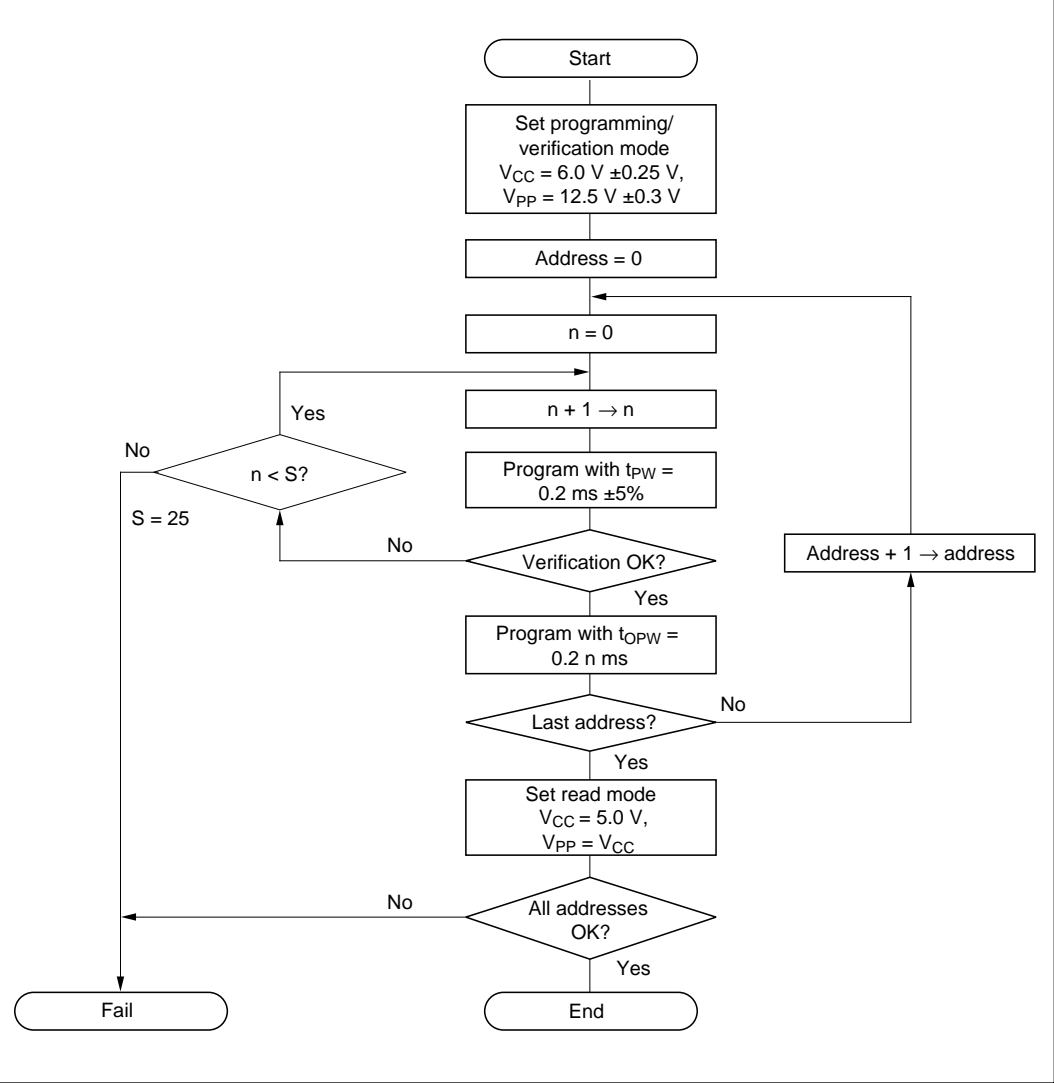 Start
Set programming/
verification mode
VCC = 6.0 V ±0.25 V,
VPP = 12.5 V ±0.3 V
Address = 0
n = 0
n + 1 → n
Yes
No
n < S?
S = 25
Program with tPW =
0.2 ms ±5%
No
Verification OK?
Yes
Address + 1 → address
Program with tOPW =
0.2 n ms
Last address?
No
Yes
Set read mode
VCC = 5.0 V,
VPP = VCC
No
All addresses
OK?
Yes
Fail
End